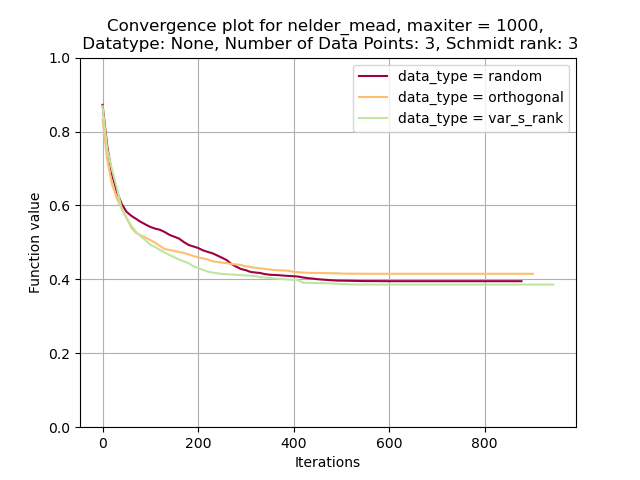 Convergence plot for nelder_mead, maxiter = 1000,
Datatype: None, Number of Data Points: 3, Schmidt rank: 3
1.0
0.8
0.6
0.4
0.2
0.0
Function value
data_type = random
data_type = orthogonal
data_type = var_s_rank
0 200 400 600 800
Iterations